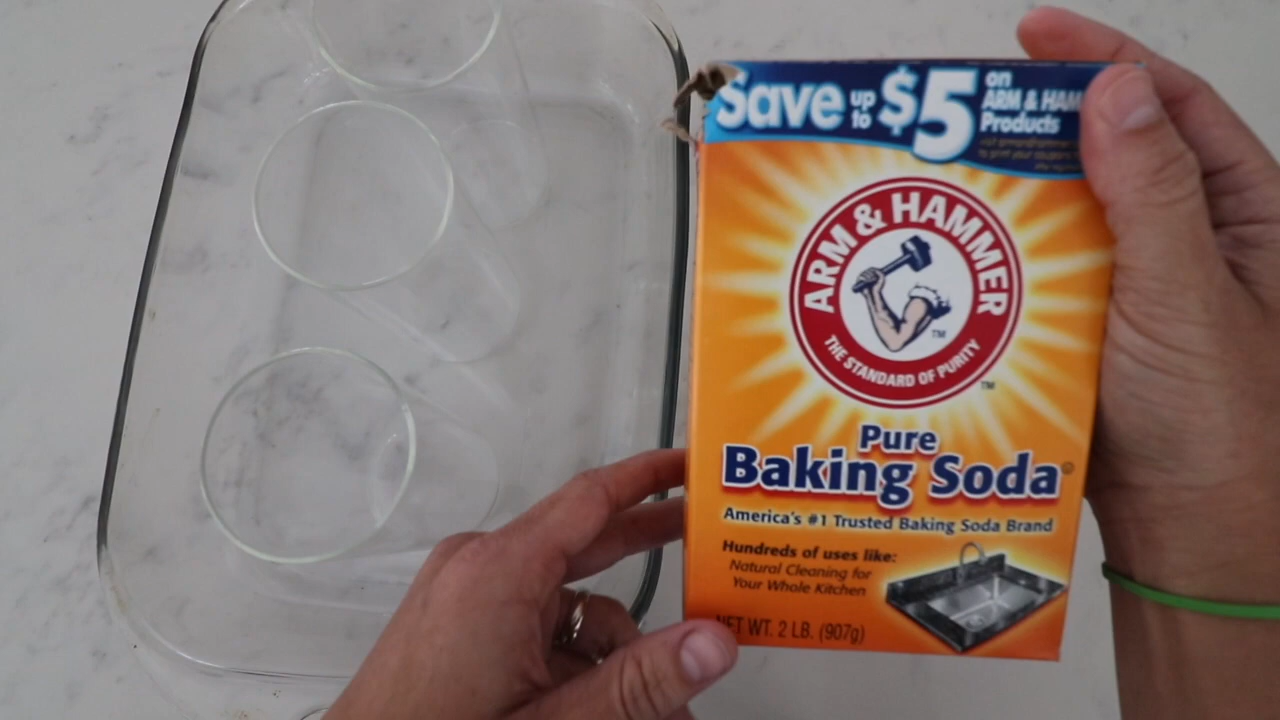 Save up to $5 on
ARM & HAM
Products
ARM & HAMMER
TM
THE STANDARD OF PURITY
TM
Pure
Baking Soda
America's #1 Trusted Baking Soda Brand
Hundreds of uses like:
Natural Cleaning for
Your Whole Kitchen
NET WT. 2 LB. (907g)